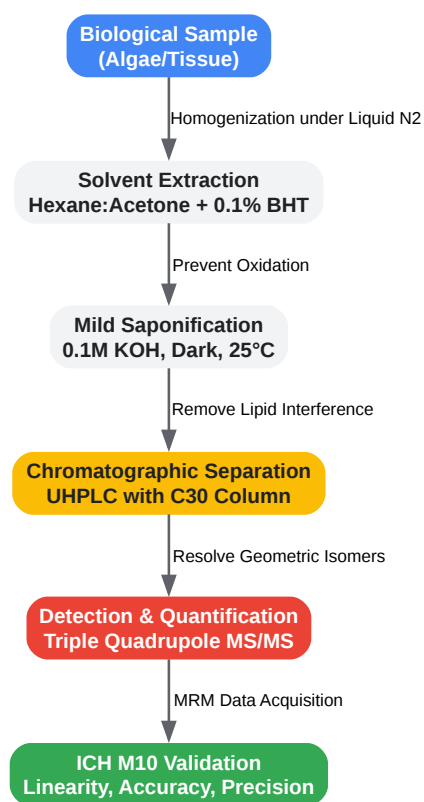 Biological Sample
(Algae/Tissue)
Homogenization under Liquid N2
Solvent Extraction
Hexane:Acetone + 0.1% BHT
Prevent Oxidation
Mild Saponification
0.1M KOH, Dark, 25°C
Remove Lipid Interference
Chromatographic Separation
UHPLC with C30 Column
Resolve Geometric Isomers
Detection & Quantification
Triple Quadrupole MS/MS
MRM Data Acquisition
ICH M10 Validation
Linearity, Accuracy, Precision